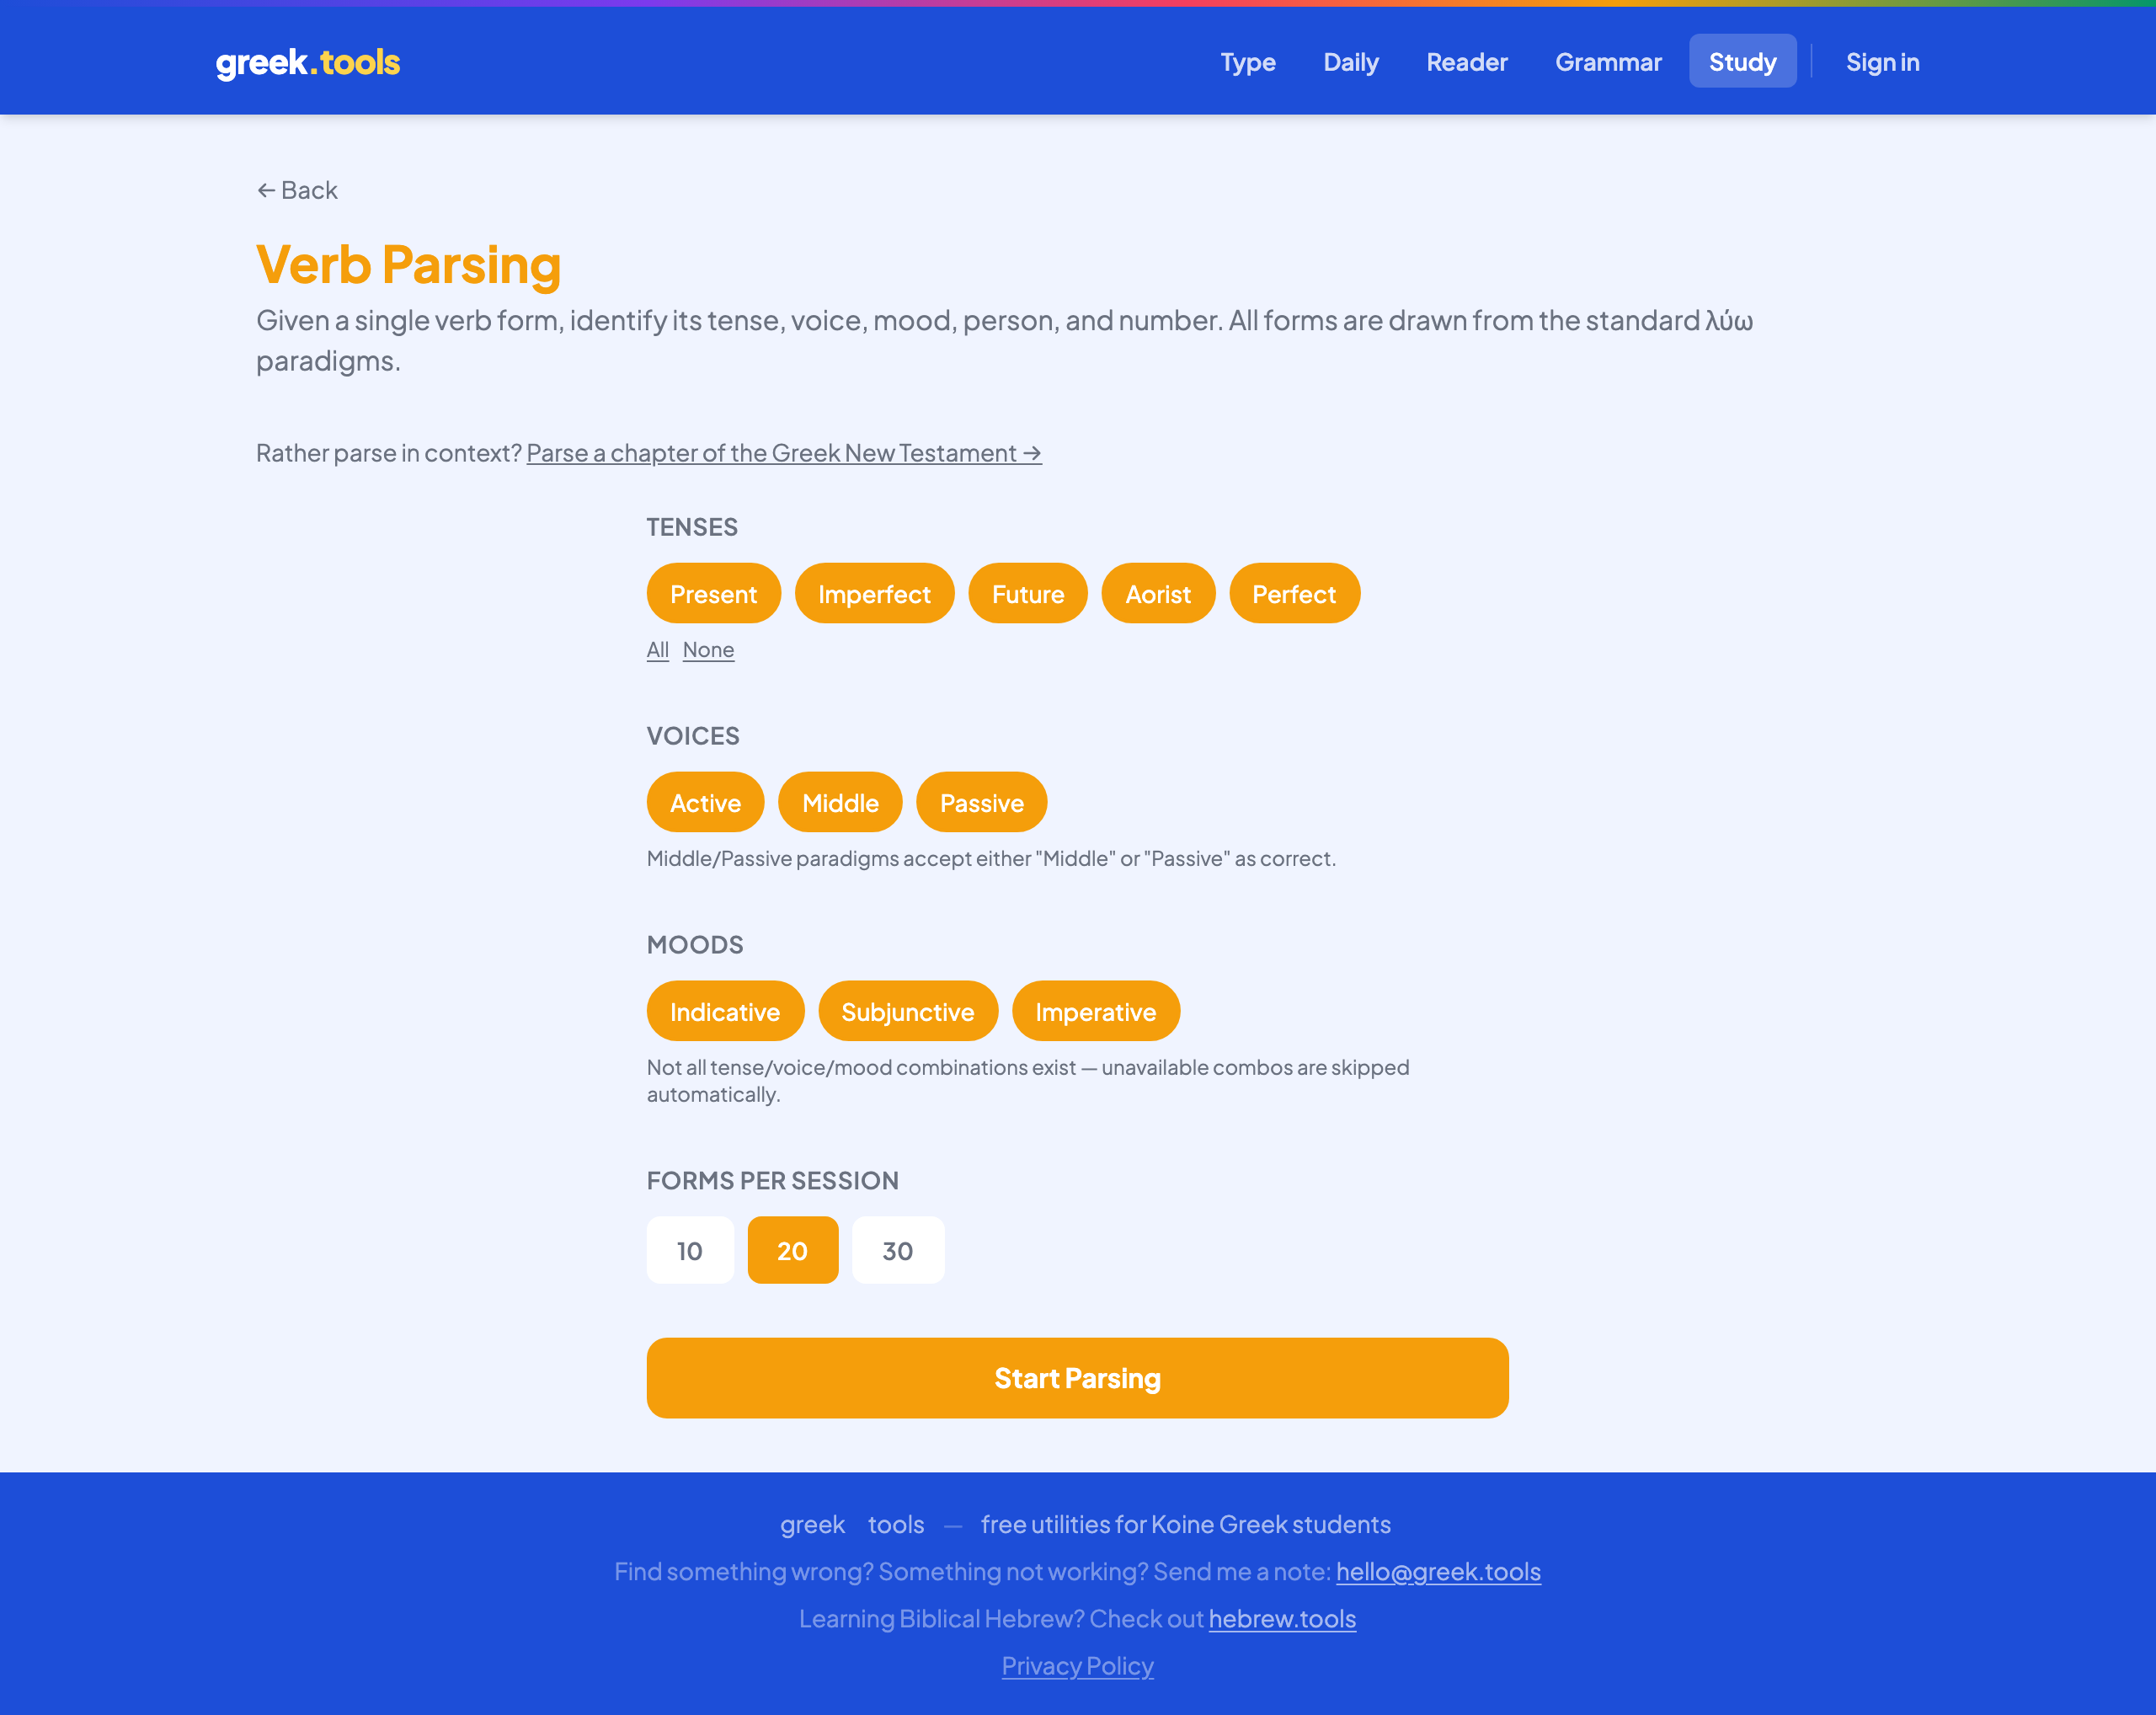 greek.tools
Type Daily Reader Grammar Study Sign in
← Back
Verb Parsing
Given a single verb form, identify its tense, voice, mood, person, and number. All forms are drawn from the standard λύω
paradigms.
Rather parse in context? Parse a chapter of the Greek New Testament →
TENSES
Present Imperfect Future Aorist Perfect
All None
VOICES
Active Middle Passive
Middle/Passive paradigms accept either "Middle" or "Passive" as correct.
MOODS
Indicative Subjunctive Imperative
Not all tense/voice/mood combinations exist — unavailable combos are skipped
automatically.
FORMS PER SESSION
10 20 30
Start Parsing
greek tools — free utilities for Koine Greek students
Find something wrong? Something not working? Send me a note: hello@greek.tools
Learning Biblical Hebrew? Check out hebrew.tools
Privacy Policy